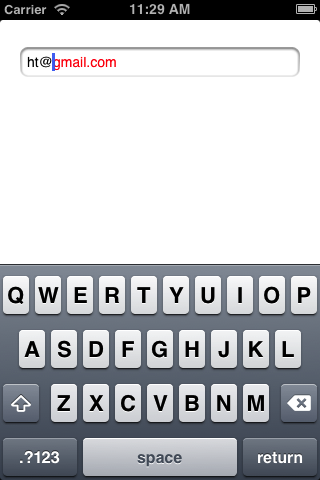 Carrier 11:29 AM
ht@gmail.com
Q W E R T Y U I O P
A S D F G H J K L
Z X C V B N M
.?123 space return